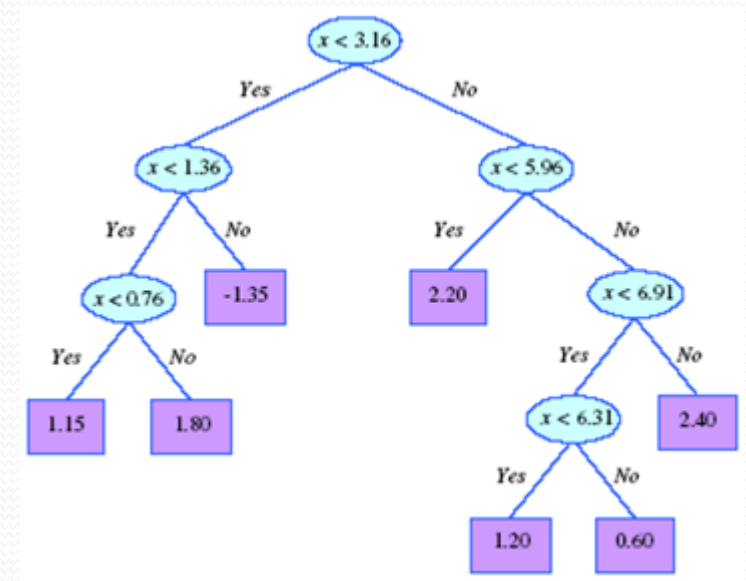 x < 3.16
Yes
No
x < 1.36
x < 5.96
Yes
No
Yes
No
x < 0.76
-1.35
2.20
x < 6.91
Yes
No
Yes
No
1.15
1.80
x < 6.31
2.40
Yes
No
1.20
0.60